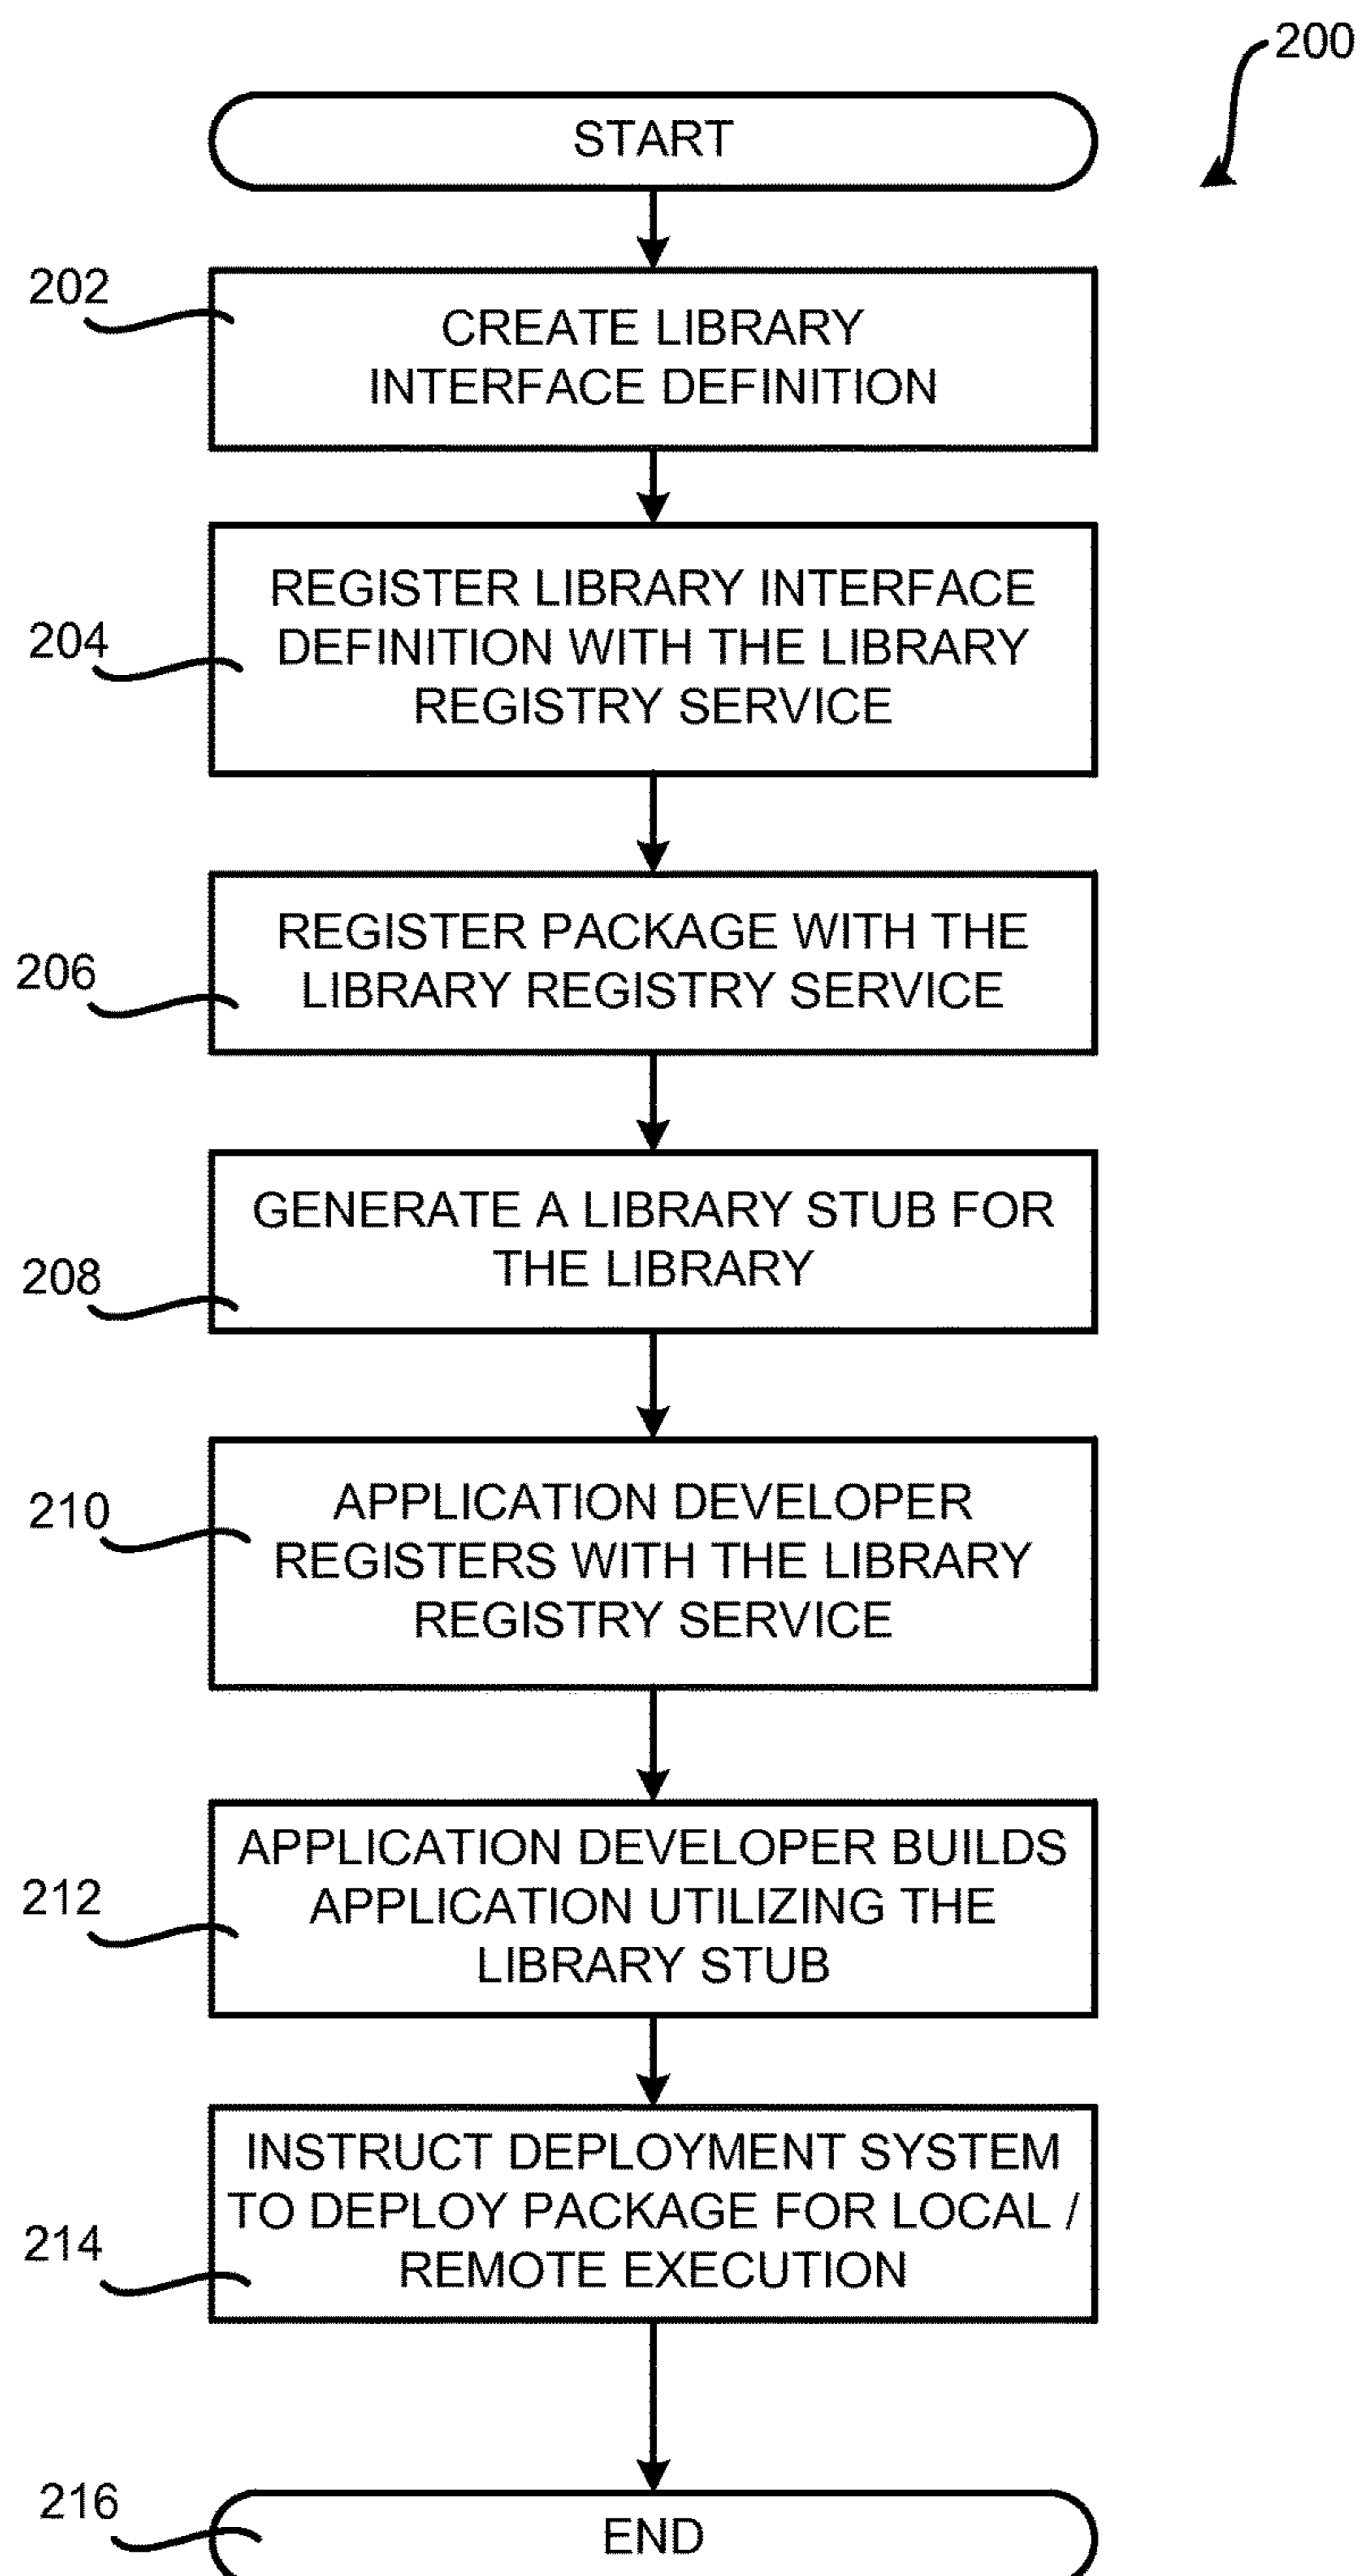 200
START
202
CREATE LIBRARY
INTERFACE DEFINITION
204
REGISTER LIBRARY INTERFACE
DEFINITION WITH THE LIBRARY
REGISTRY SERVICE
206
REGISTER PACKAGE WITH THE
LIBRARY REGISTRY SERVICE
208
GENERATE A LIBRARY STUB FOR
THE LIBRARY
210
APPLICATION DEVELOPER
REGISTERS WITH THE LIBRARY
REGISTRY SERVICE
212
APPLICATION DEVELOPER BUILDS
APPLICATION UTILIZING THE
LIBRARY STUB
214
INSTRUCT DEPLOYMENT SYSTEM
TO DEPLOY PACKAGE FOR LOCAL /
REMOTE EXECUTION
216
END